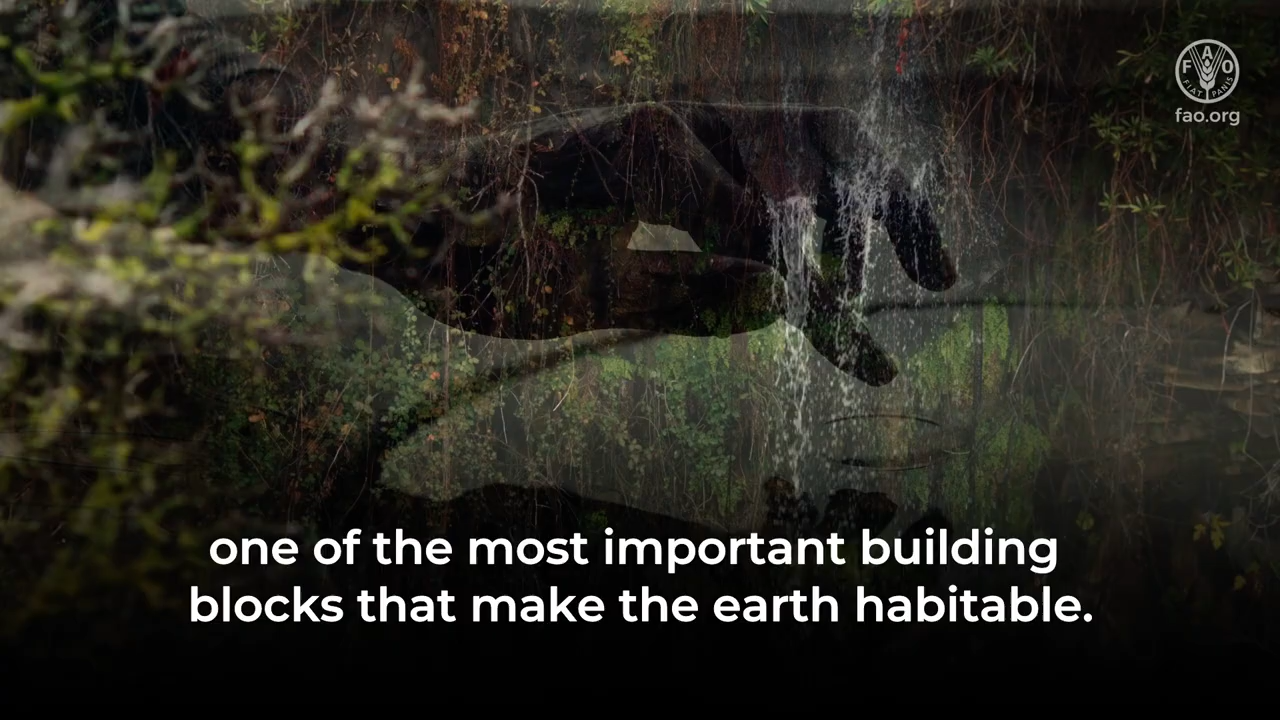 F A O
FIAT PANIS
fao.org
one of the most important building
blocks that make the earth habitable.